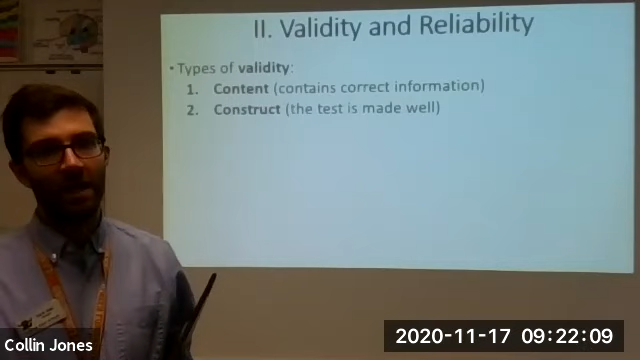 II. Validity and Reliability
• Types of validity:
1. Content (contains correct information)
2. Construct (the test is made well)
Collin Jones
2020-11-17 09:22:09